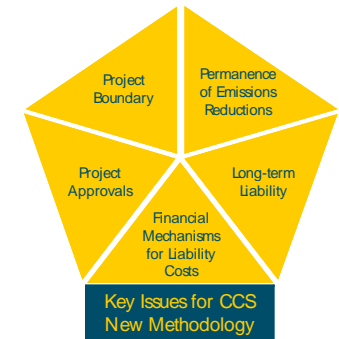 Project
Boundary
Permanence
of Emissions
Reductions
Project
Approvals
Long-term
Liability
Financial
Mechanisms
for Liability
Costs
Key Issues for CCS
New Methodology